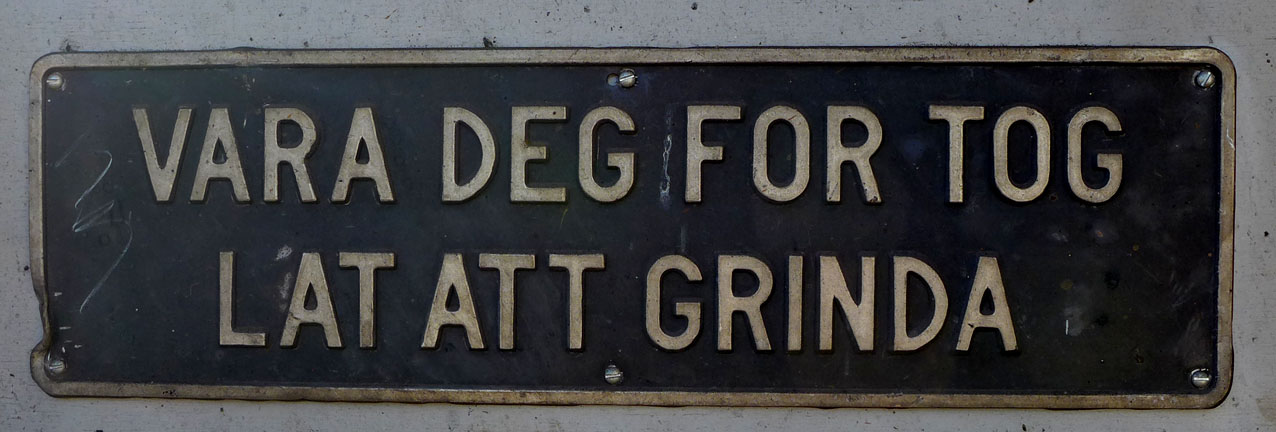 VARA DEG FOR TOG
LAT ATT GRINDA